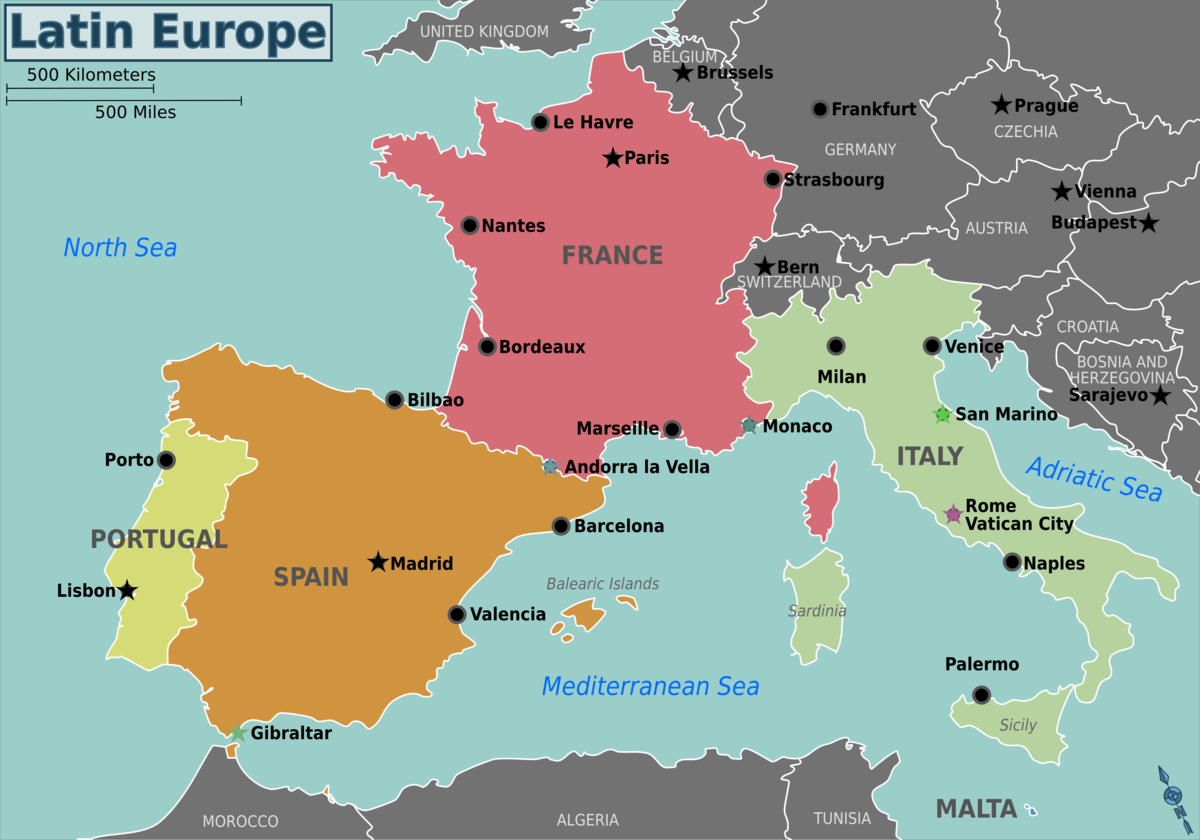 Latin Europe
500 Kilometers
500 Miles
UNITED KINGDOM
BELGIUM
Brussels
Frankfurt
Prague
CZECHIA
Le Havre
GERMANY
Paris
Strasbourg
Vienna
Nantes
AUSTRIA
Budapest
North Sea
FRANCE
Bern
SWITZERLAND
CROATIA
Bordeaux
Milan
Venice
BOSNIA AND
HERZEGOVINA
Sarajevo
Bilbao
San Marino
Marseille
Monaco
Porto
Andorra la Vella
ITALY
Adriatic Sea
Rome
Vatican City
Barcelona
PORTUGAL
Madrid
Naples
SPAIN
Balearic Islands
Lisbon
Valencia
Sardinia
Palermo
Mediterranean Sea
Sicily
Gibraltar
MALTA
MOROCCO
ALGERIA
TUNISIA
N